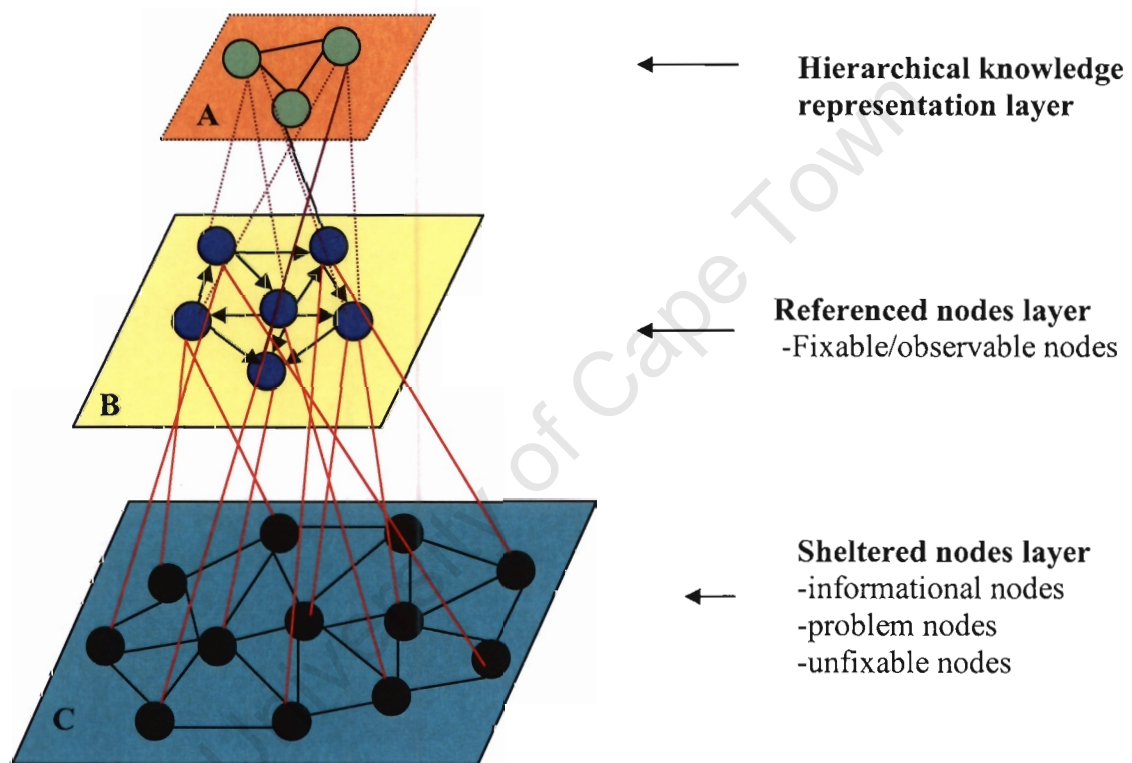 A
Hierarchical knowledge
representation layer
B
Referenced nodes layer
-Fixable/observable nodes
C
Sheltered nodes layer
-informational nodes
-problem nodes
-unfixable nodes
University of Cape Town